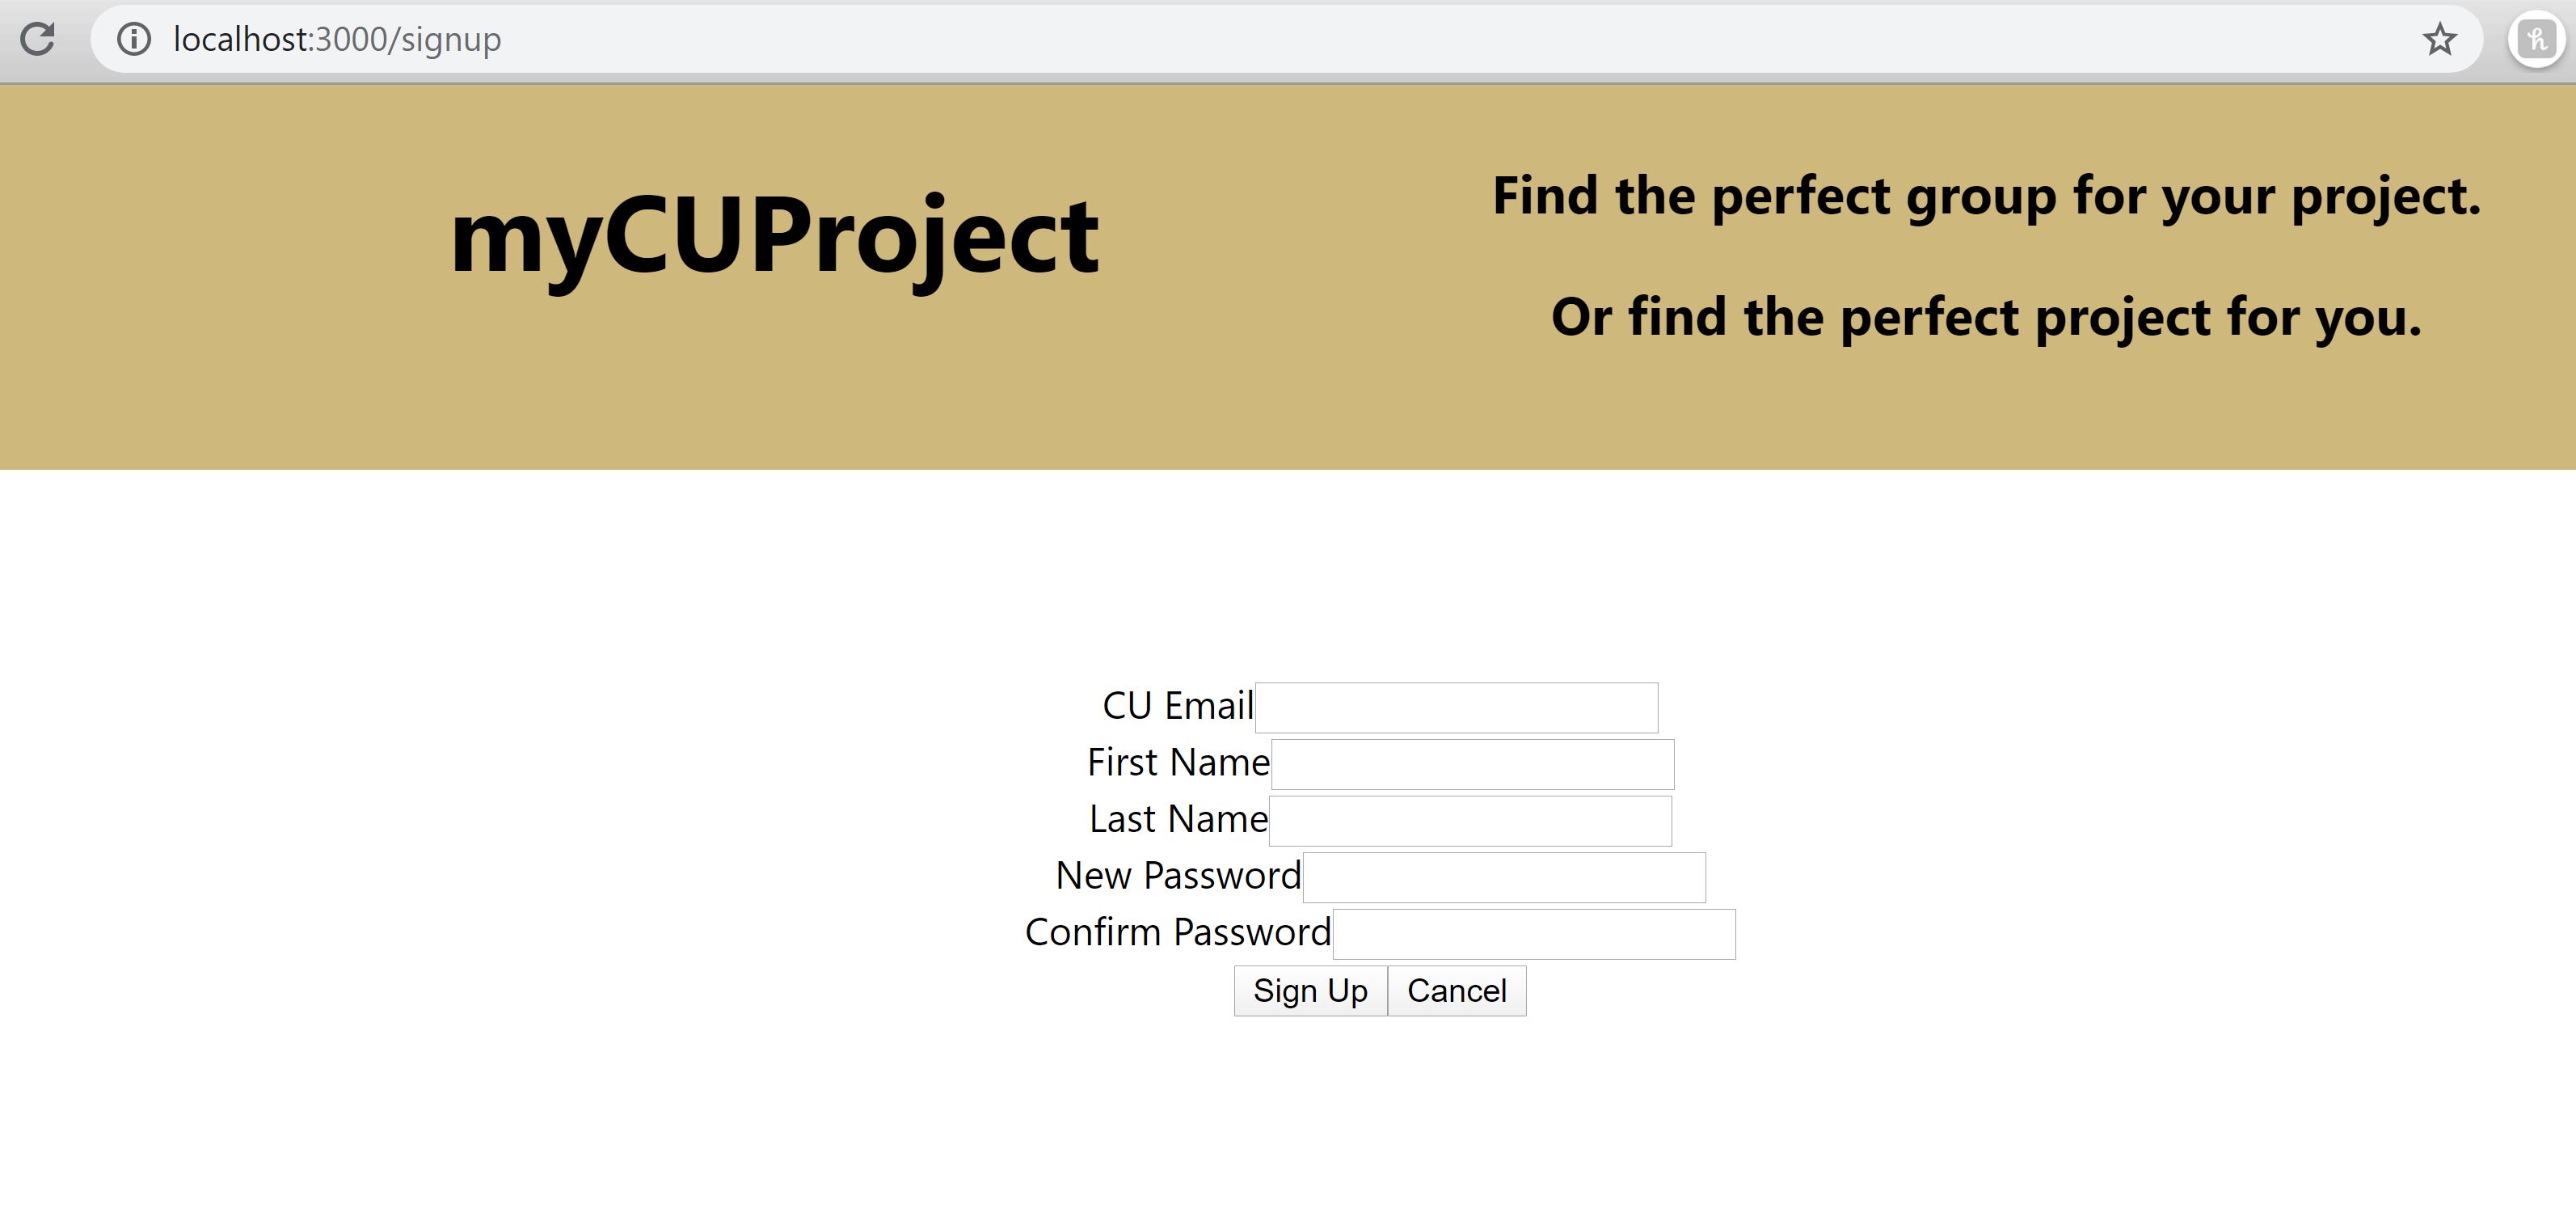 localhost:3000/signup
myCUProject
Find the perfect group for your project.
Or find the perfect project for you.
CU Email
First Name
Last Name
New Password
Confirm Password
Sign Up Cancel